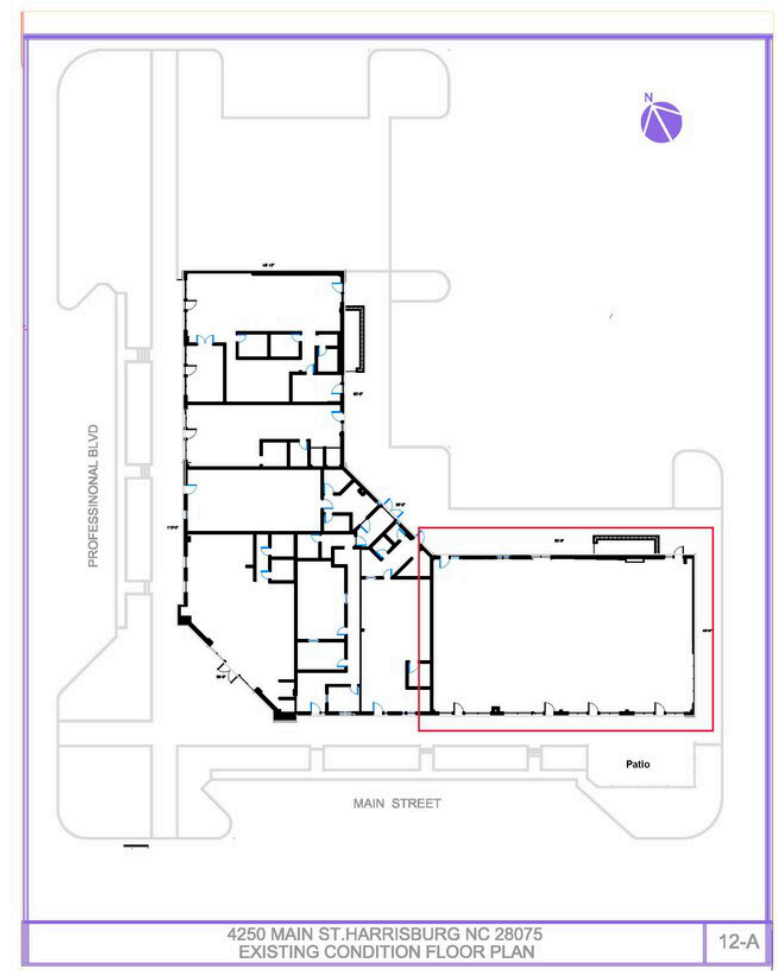 N
PROFESSINONAL BLVD
Patio
MAIN STREET
4250 MAIN ST.HARRISBURG NC 28075
EXISTING CONDITION FLOOR PLAN
12-A